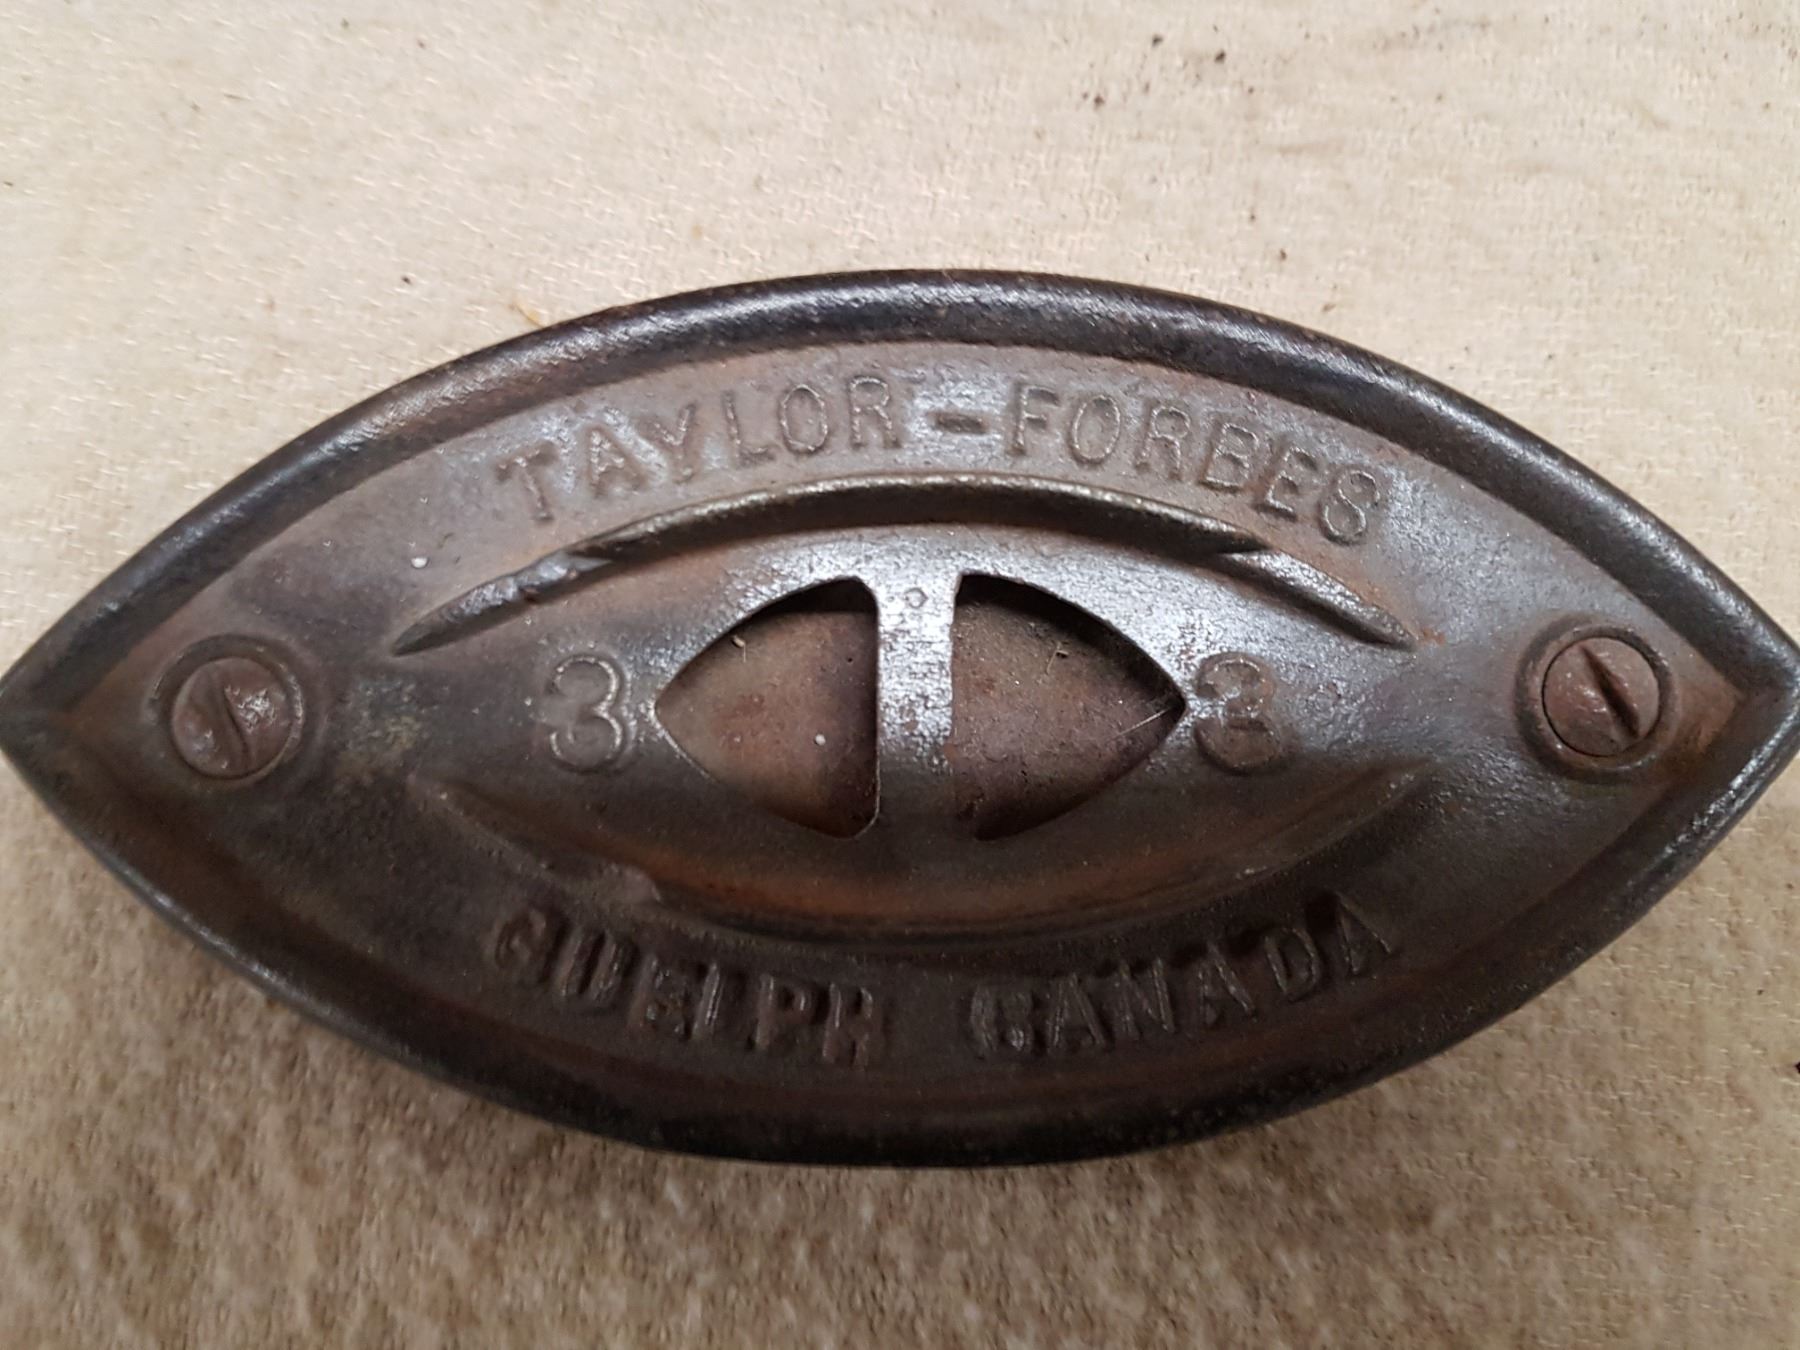 TAYLOR-FORBES
3 3
GUELPH CANADA